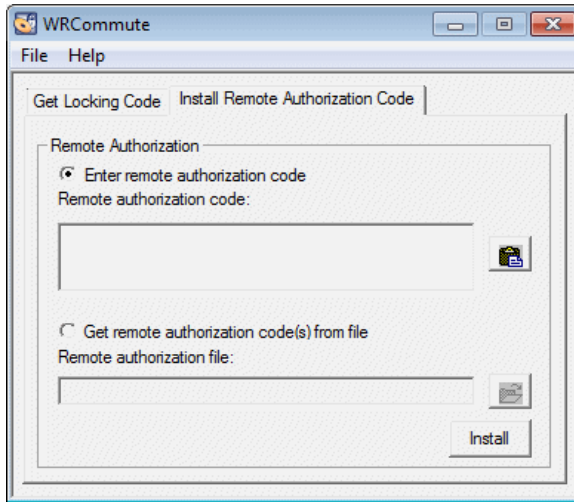 WRCommute
File Help
Get Locking Code Install Remote Authorization Code
Remote Authorization
Enter remote authorization code
Remote authorization code:
Get remote authorization code(s) from file
Remote authorization file:
Install